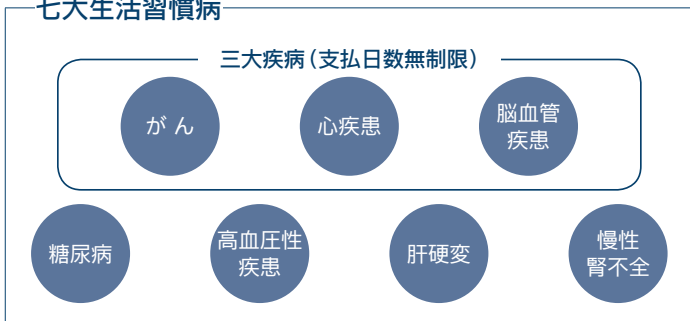 七大生活習慣病
三大疾病（支払日数無制限）
がん
心疾患
脳血管
疾患
糖尿病
高血圧性
疾患
肝硬変
慢性
腎不全